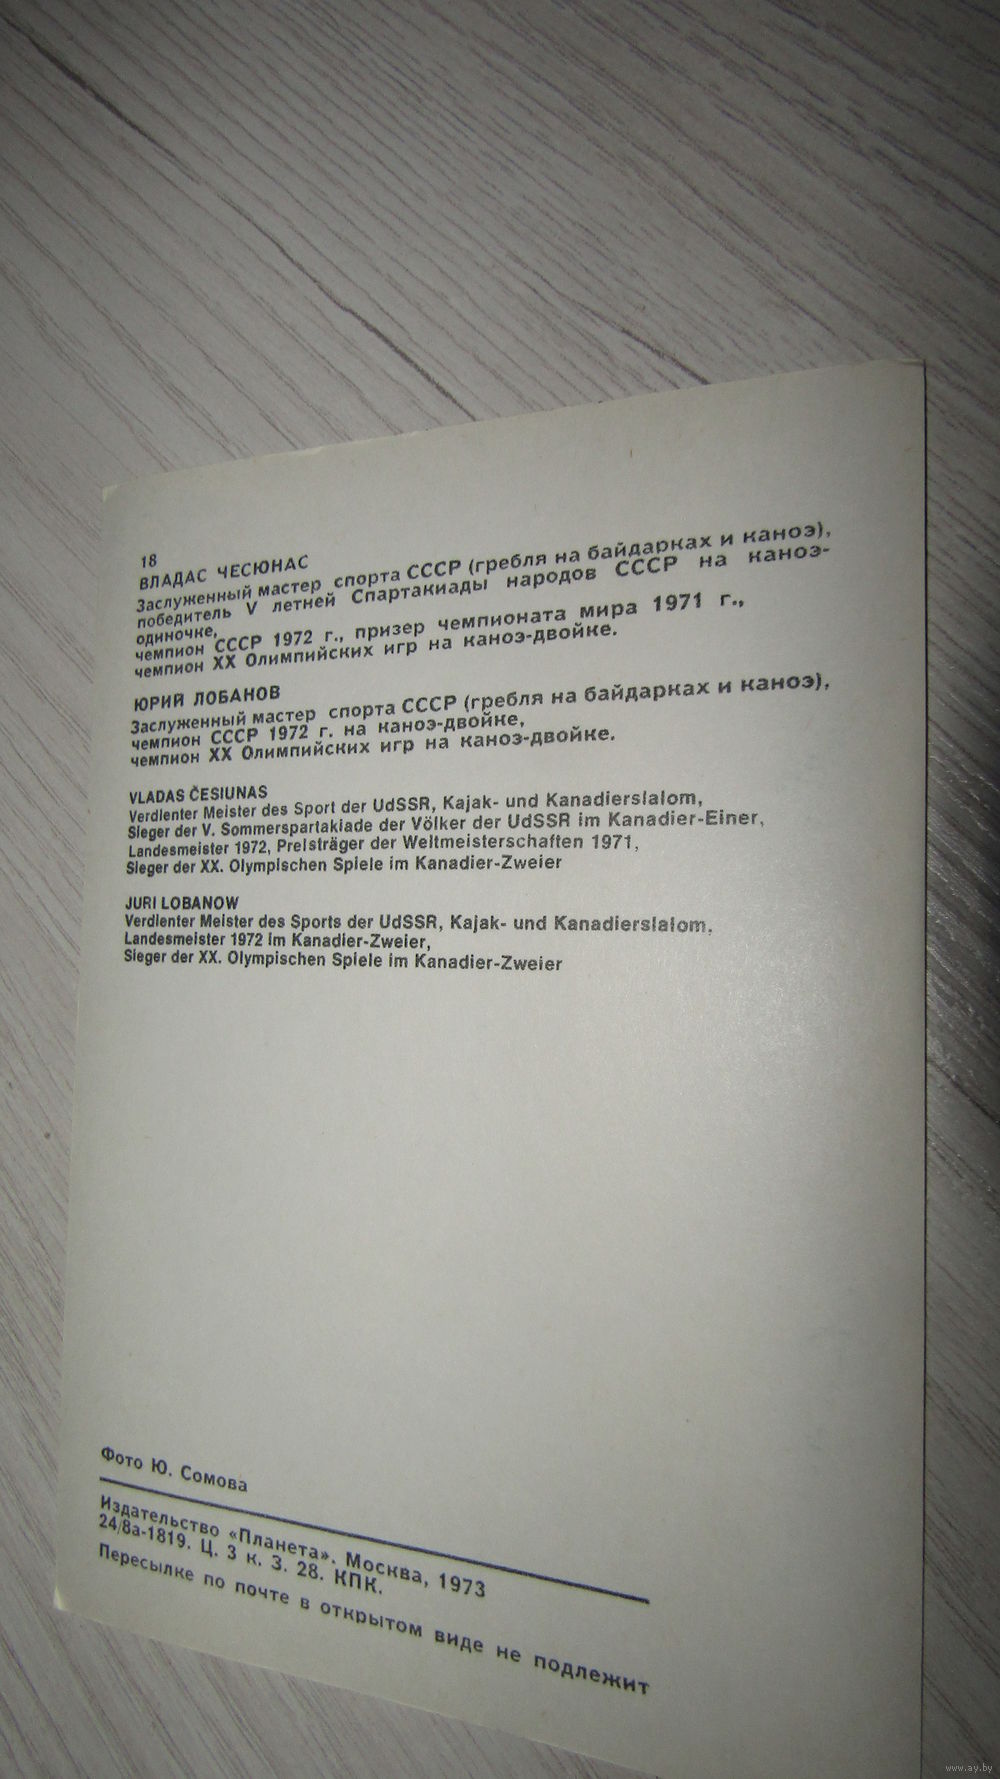 18
ВЛАДАС ЧЕСЮНАС
Заслуженный мастер спорта СССР (гребля на байдарках и каноэ),
победитель V летней Спартакиады народов СССР на каноэ-
одиночке,
чемпион СССР 1972 г., призер чемпионата мира 1971 г.,
чемпион XX Олимпийских игр на каноэ-двойке.
ЮРИЙ ЛОБАНОВ
Заслуженный мастер спорта СССР (гребля на байдарках и каноэ),
чемпион СССР 1972 г. на каноэ-двойке,
чемпион XX Олимпийских игр на каноэ-двойке.
VLADAS ČESIUNAS
Verdienter Meister des Sport der UdSSR, Kajak- und Kanadierslalom,
Sieger der V. Sommerspartakiade der Völker der UdSSR im Kanadier-Einer,
Landesmeister 1972, Preisträger der Weltmeisterschaften 1971,
Sieger der XX. Olympischen Spiele im Kanadier-Zweier
JURI LOBANOW
Verdienter Meister des Sports der UdSSR, Kajak- und Kanadierslalom,
Landesmeister 1972 im Kanadier-Zweier,
Sieger der XX. Olympischen Spiele im Kanadier-Zweier
Фото Ю. Сомова
Издательство «Планета». Москва, 1973
24/8а-1819. Ц. 3 к. З. 28. КПК.
Пересылке по почте в открытом виде не подлежит
www.ay.by